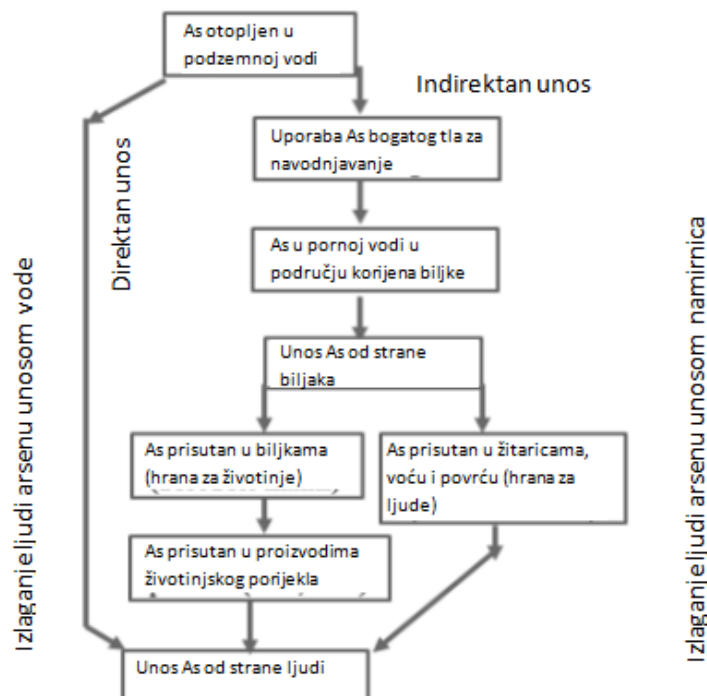 As otopljen u
podzemnoj vodi
Indirektan unos
Direktan unos
Uporaba As bogatog tla za
navodnjavanje
As u pornoj vodi u
području korijena biljke
Unos As od strane
biljaka
As prisutan u biljkama
(hrana za životinje)
As prisutan u žitaricama,
voću i povrću (hrana za
ljude)
As prisutan u proizvodima
životinjskog porijekla
Unos As od strane ljudi
Izlaganje ljudi arsenu unosom vode
Izlaganje ljudi arsenu unosom namirnica